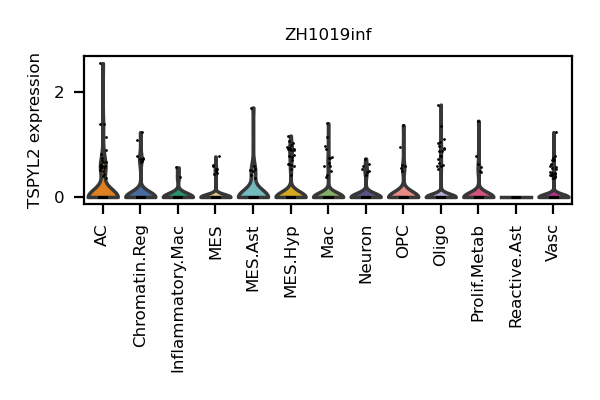 ZH1019inf
TSPYL2 expression
2
0
AC
Chromatin.Reg
Inflammatory.Mac
MES
MES.Ast
MES.Hyp
Mac
Neuron
OPC
Oligo
Prolif.Metab
Reactive.Ast
Vasc